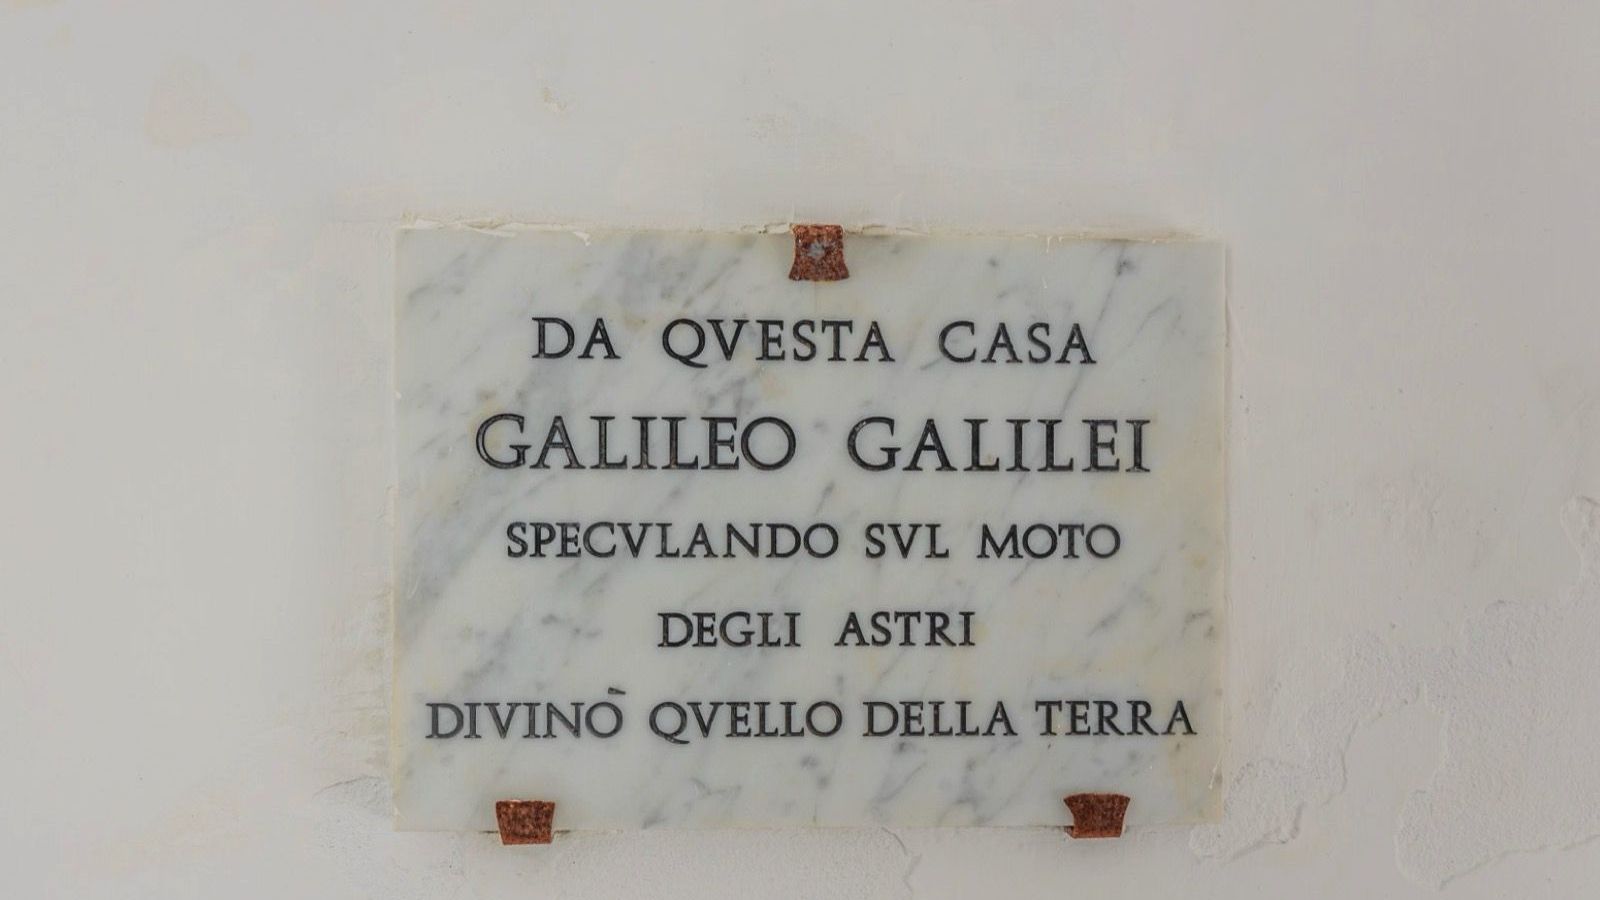 DA QVESTA CASA
GALILEO GALILEI
SPECVLANDO SVL MOTO
DEGLI ASTRI
DIVINÒ QVELLO DELLA TERRA